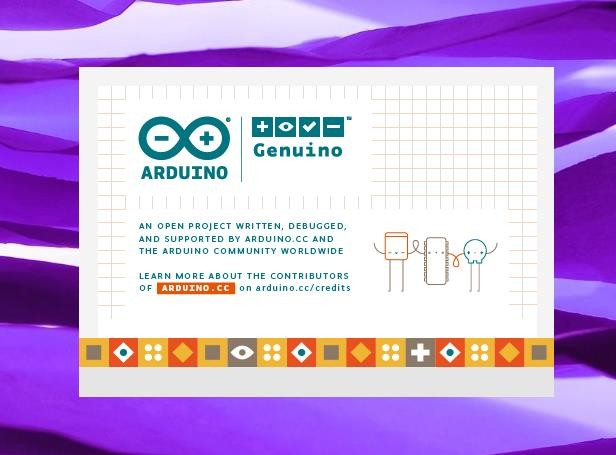 ARDUINO
Genuino™
AN OPEN PROJECT WRITTEN, DEBUGGED,
AND SUPPORTED BY ARDUINO.CC AND
THE ARDUINO COMMUNITY WORLDWIDE
LEARN MORE ABOUT THE CONTRIBUTORS
OF ARDUINO.CC on arduino.cc/credits